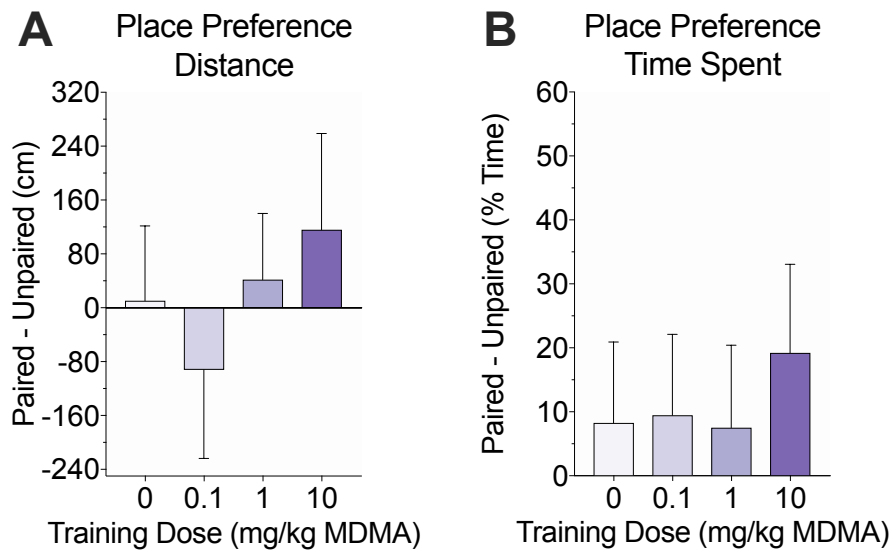 A
Place Preference
Distance
Paired - Unpaired (cm)
320
240
160
80
0
-80
-160
-240
0 0.1 1 10
Training Dose (mg/kg MDMA)
B
Place Preference
Time Spent
Paired - Unpaired (% Time)
60
50
40
30
20
10
0
0 0.1 1 10
Training Dose (mg/kg MDMA)